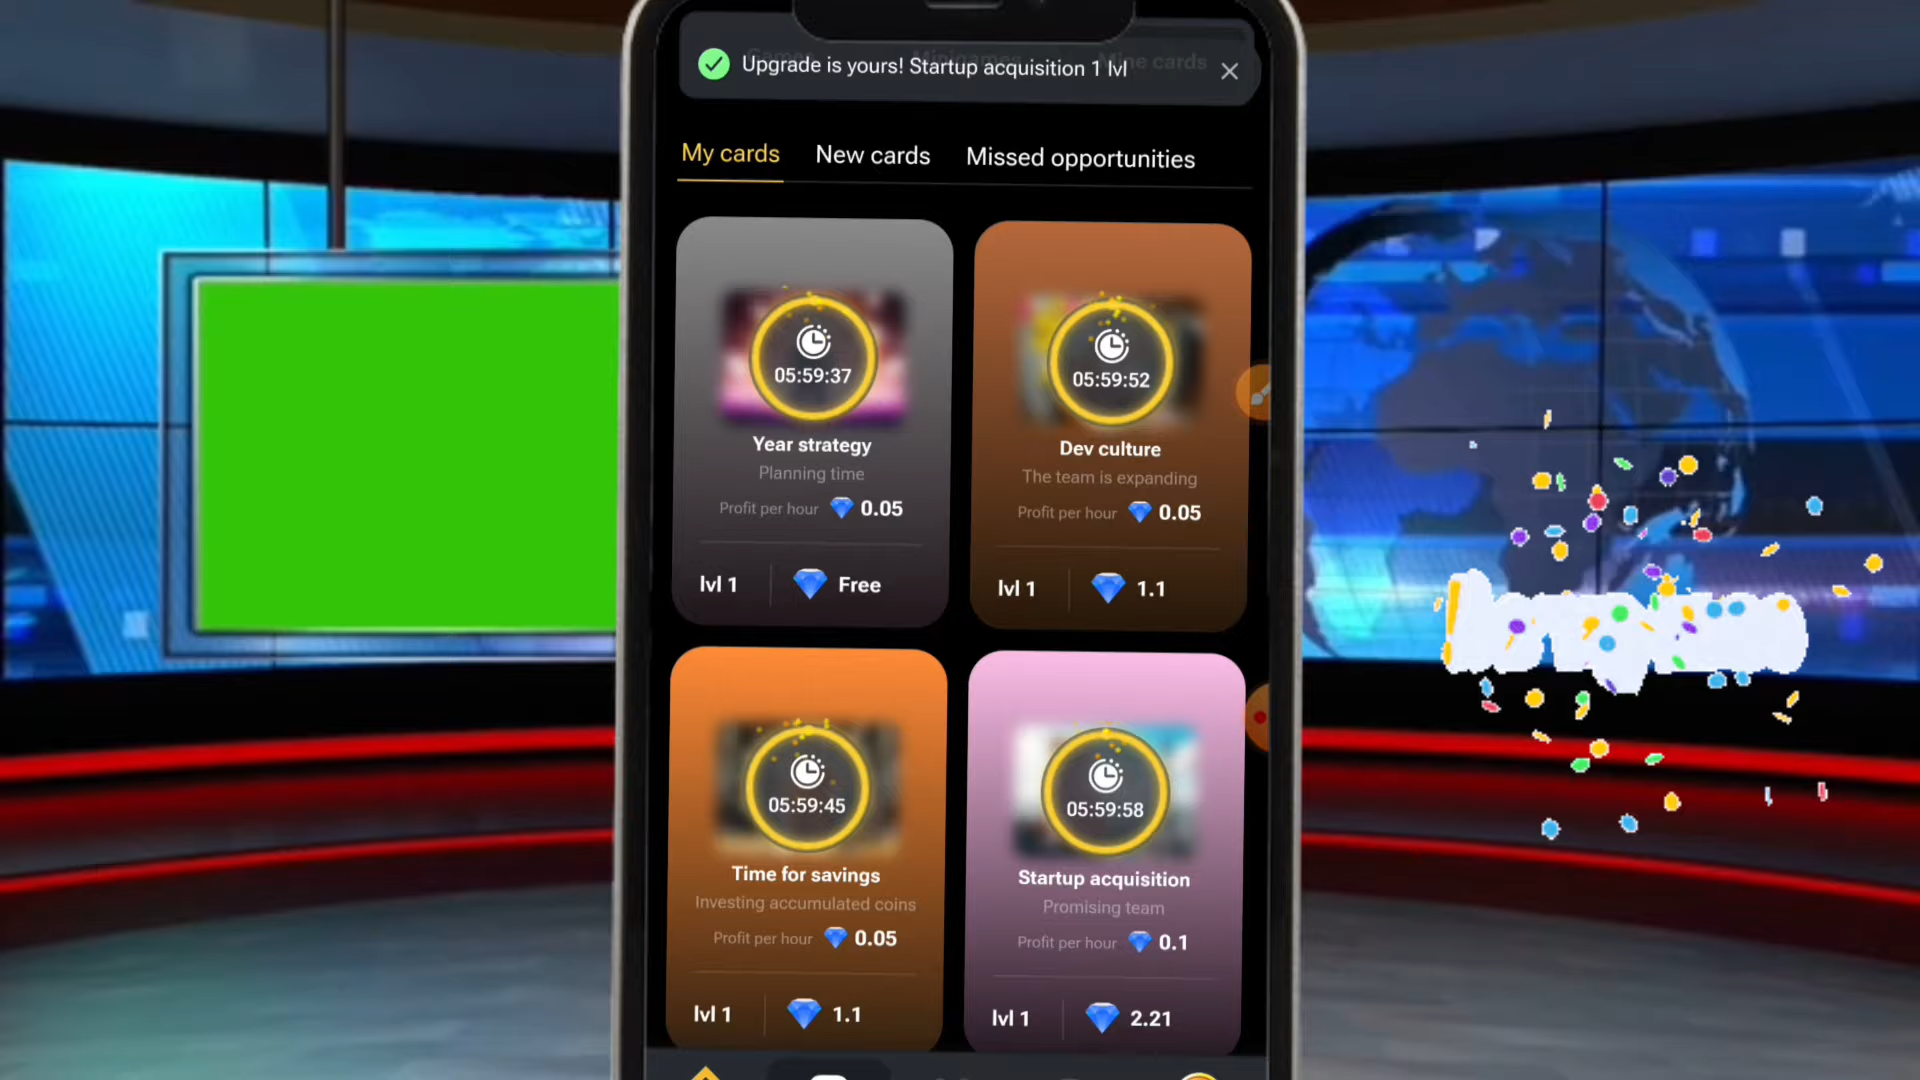 Upgrade is yours! Startup acquisition 1 lvl
My cards
New cards
Missed opportunities
05:59:37
Year strategy
Planning time
Profit per hour 0.05
lvl 1
Free
05:59:52
Dev culture
The team is expanding
Profit per hour 0.05
lvl 1
1.1
05:59:45
Time for savings
Investing accumulated coins
Profit per hour 0.05
lvl 1
1.1
05:59:58
Startup acquisition
Promising team
Profit per hour 0.1
lvl 1
2.21